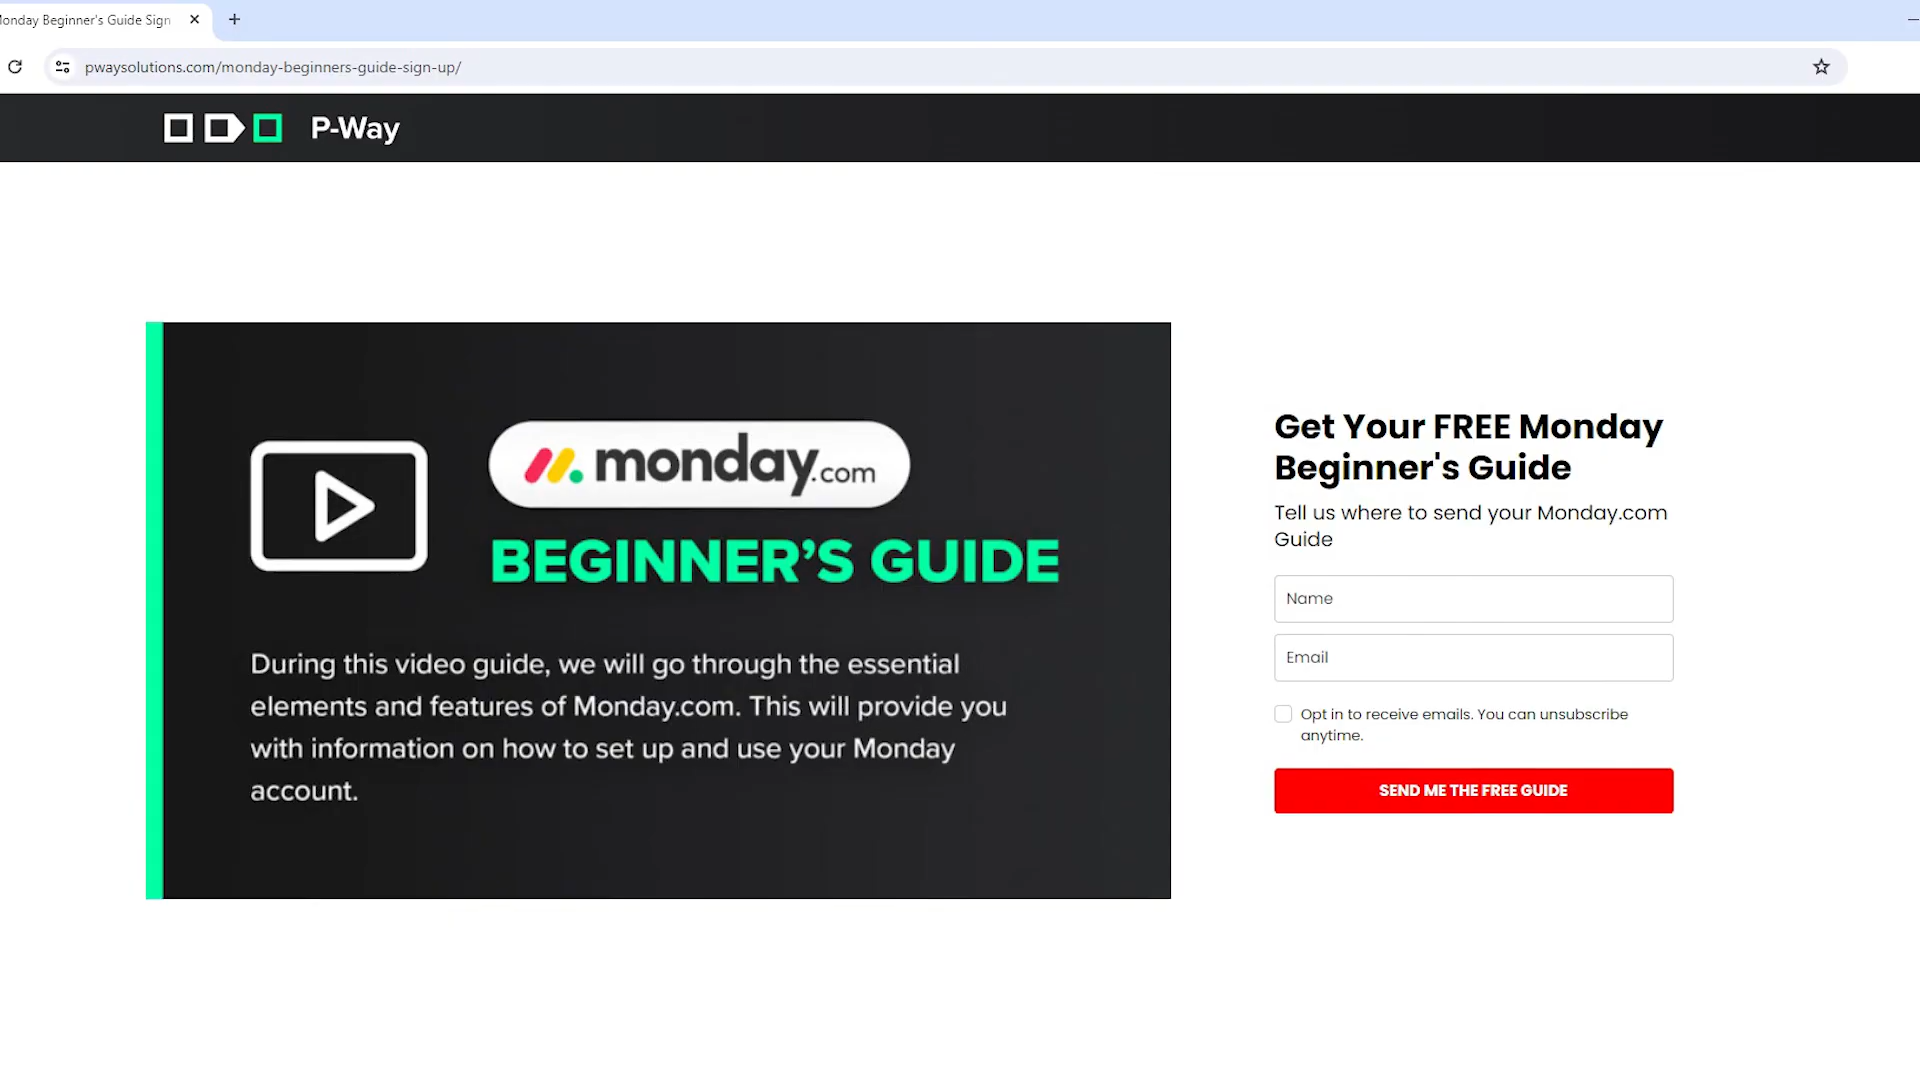 Monday Beginner's Guide Sign
pwaysolutions.com/monday-beginners-guide-sign-up/
P-Way
monday.com
BEGINNER’S GUIDE
During this video guide, we will go through the essential
elements and features of Monday.com. This will provide you
with information on how to set up and use your Monday
account.
Get Your FREE Monday
Beginner's Guide
Tell us where to send your Monday.com
Guide
Name
Email
Opt in to receive emails. You can unsubscribe
anytime.
SEND ME THE FREE GUIDE